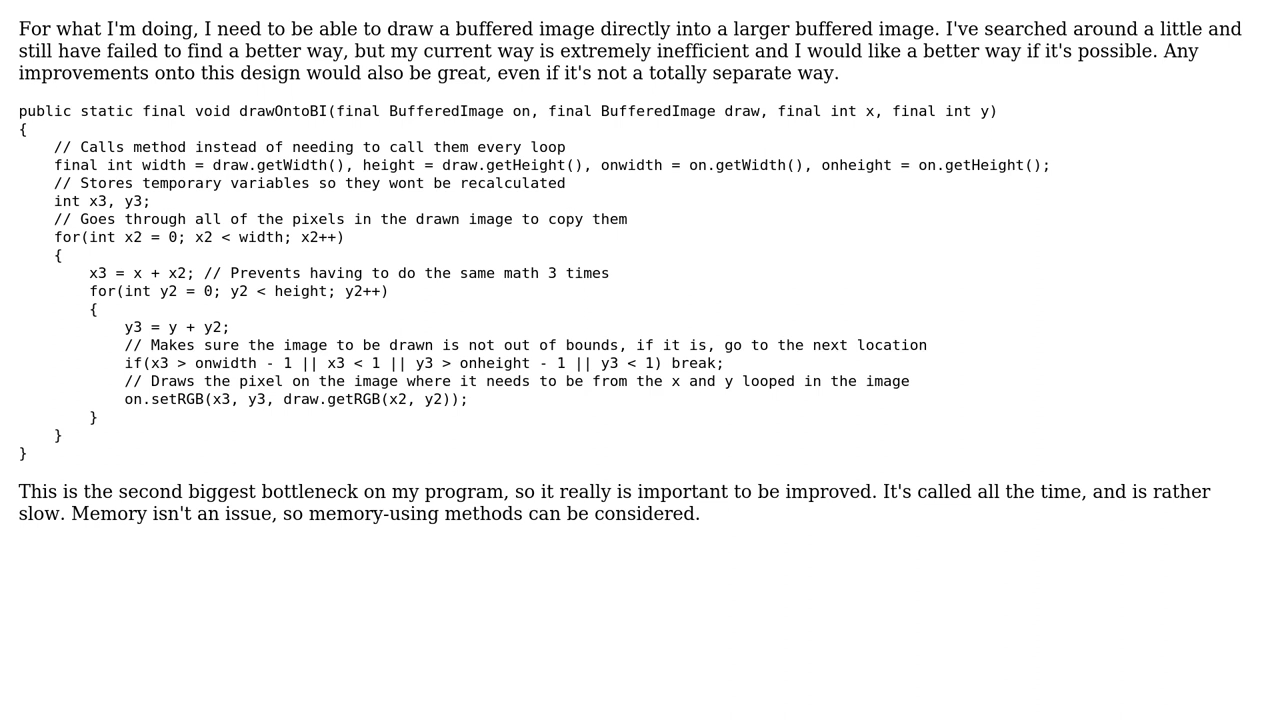 For what I'm doing, I need to be able to draw a buffered image directly into a larger buffered image. I've searched around a little and
still have failed to find a better way, but my current way is extremely inefficient and I would like a better way if it's possible. Any
improvements onto this design would also be great, even if it's not a totally separate way.
public static final void drawOntoBI(final BufferedImage on, final BufferedImage draw, final int x, final int y)
{
    // Calls method instead of needing to call them every loop
    final int width = draw.getWidth(), height = draw.getHeight(), onwidth = on.getWidth(), onheight = on.getHeight();
    // Stores temporary variables so they wont be recalculated
    int x3, y3;
    // Goes through all of the pixels in the drawn image to copy them
    for(int x2 = 0; x2 < width; x2++)
    {
        x3 = x + x2; // Prevents having to do the same math 3 times
        for(int y2 = 0; y2 < height; y2++)
        {
            y3 = y + y2;
            // Makes sure the image to be drawn is not out of bounds, if it is, go to the next location
            if(x3 > onwidth - 1 || x3 < 1 || y3 > onheight - 1 || y3 < 1) break;
            // Draws the pixel on the image where it needs to be from the x and y looped in the image
            on.setRGB(x3, y3, draw.getRGB(x2, y2));
        }
    }
}
This is the second biggest bottleneck on my program, so it really is important to be improved. It's called all the time, and is rather
slow. Memory isn't an issue, so memory-using methods can be considered.